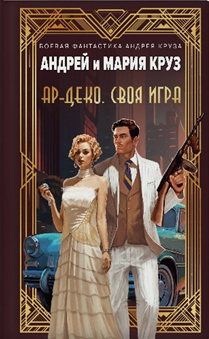 БОЕВАЯ ФАНТАСТИКА АНДРЕЯ КРУЗА
АНДРЕЙ и МАРИЯ КРУЗ
АР-ДЕКО. СВОЯ ИГРА